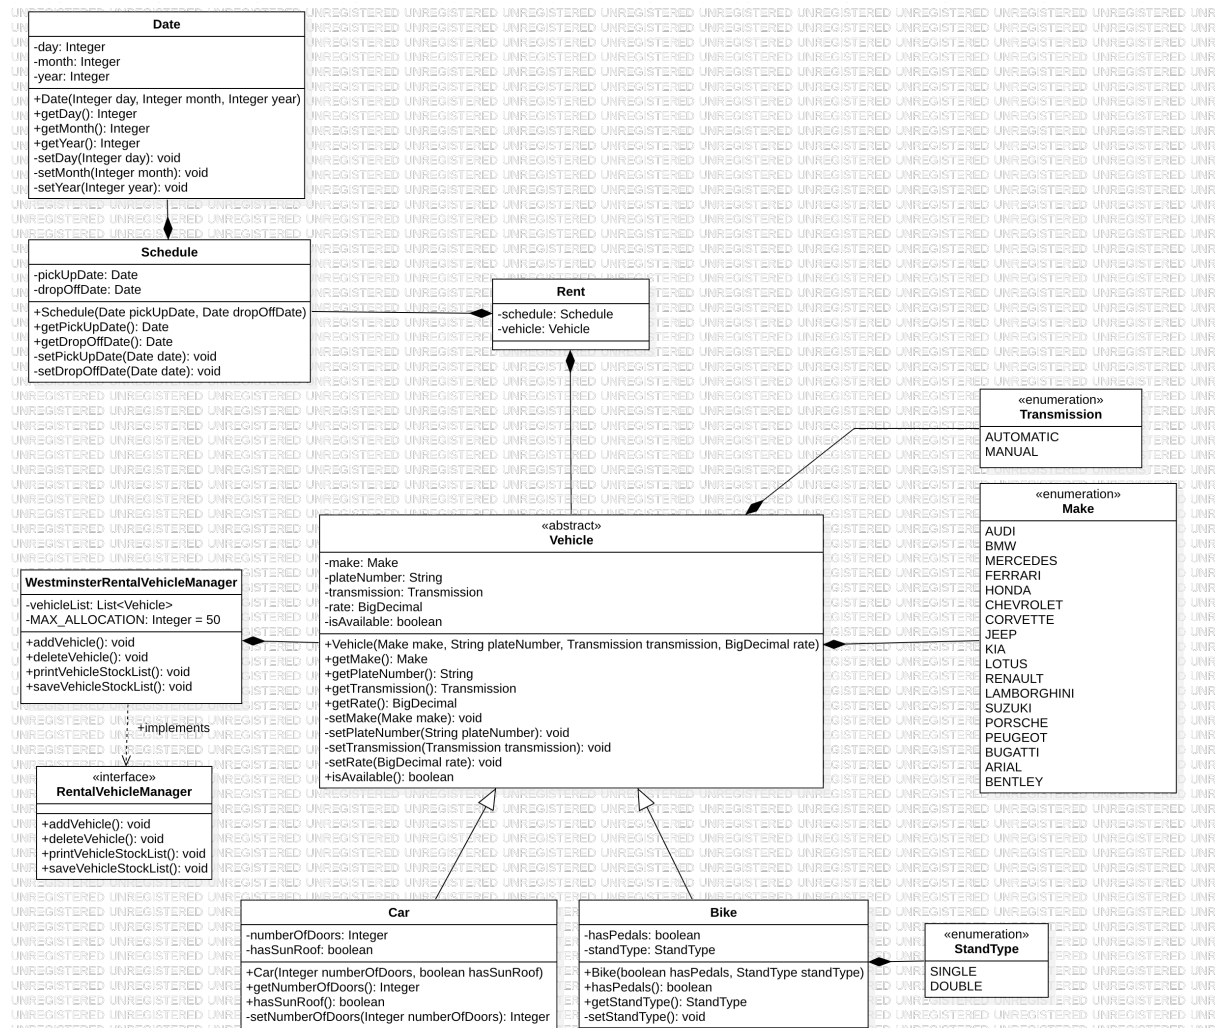 Date
-day: Integer
-month: Integer
-year: Integer
+Date(Integer day, Integer month, Integer year)
+getDay(): Integer
+getMonth(): Integer
+getYear(): Integer
-setDay(Integer day): void
-setMonth(Integer month): void
-setYear(Integer year): void
Schedule
-pickUpDate: Date
-dropOffDate: Date
+Schedule(Date pickUpDate, Date dropOffDate)
+getPickUpDate(): Date
+getDropOffDate(): Date
-setPickUpDate(Date date): void
-setDropOffDate(Date date): void
Rent
-schedule: Schedule
-vehicle: Vehicle
«enumeration»
Transmission
AUTOMATIC
MANUAL
«enumeration»
Make
AUDI
BMW
MERCEDES
FERRARI
HONDA
CHEVROLET
CORVETTE
JEEP
KIA
LOTUS
RENAULT
LAMBORGHINI
SUZUKI
PORSCHE
PEUGEOT
BUGATTI
ARIAL
BENTLEY
«abstract»
Vehicle
-make: Make
-plateNumber: String
-transmission: Transmission
-rate: BigDecimal
-isAvailable: boolean
+Vehicle(Make make, String plateNumber, Transmission transmission, BigDecimal rate)
+getMake(): Make
+getPlateNumber(): String
+getTransmission(): Transmission
+getRate(): BigDecimal
-setMake(Make make): void
-setPlateNumber(String plateNumber): void
-setTransmission(Transmission transmission): void
-setRate(BigDecimal rate): void
+isAvailable(): boolean
WestminsterRentalVehicleManager
-vehicleList: List<Vehicle>
-MAX_ALLOCATION: Integer = 50
+addVehicle(): void
+deleteVehicle(): void
+printVehicleStockList(): void
+saveVehicleStockList(): void
+implements
«interface»
RentalVehicleManager
+addVehicle(): void
+deleteVehicle(): void
+printVehicleStockList(): void
+saveVehicleStockList(): void
Car
-numberOfDoors: Integer
-hasSunRoof: boolean
+Car(Integer numberOfDoors, boolean hasSunRoof)
+getNumberOfDoors(): Integer
+hasSunRoof(): boolean
-setNumberOfDoors(Integer numberOfDoors): Integer
Bike
-hasPedals: boolean
-standType: StandType
+Bike(boolean hasPedals, StandType standType)
+hasPedals(): boolean
+getStandType(): StandType
-setStandType(): void
«enumeration»
StandType
SINGLE
DOUBLE
UNREGISTERED